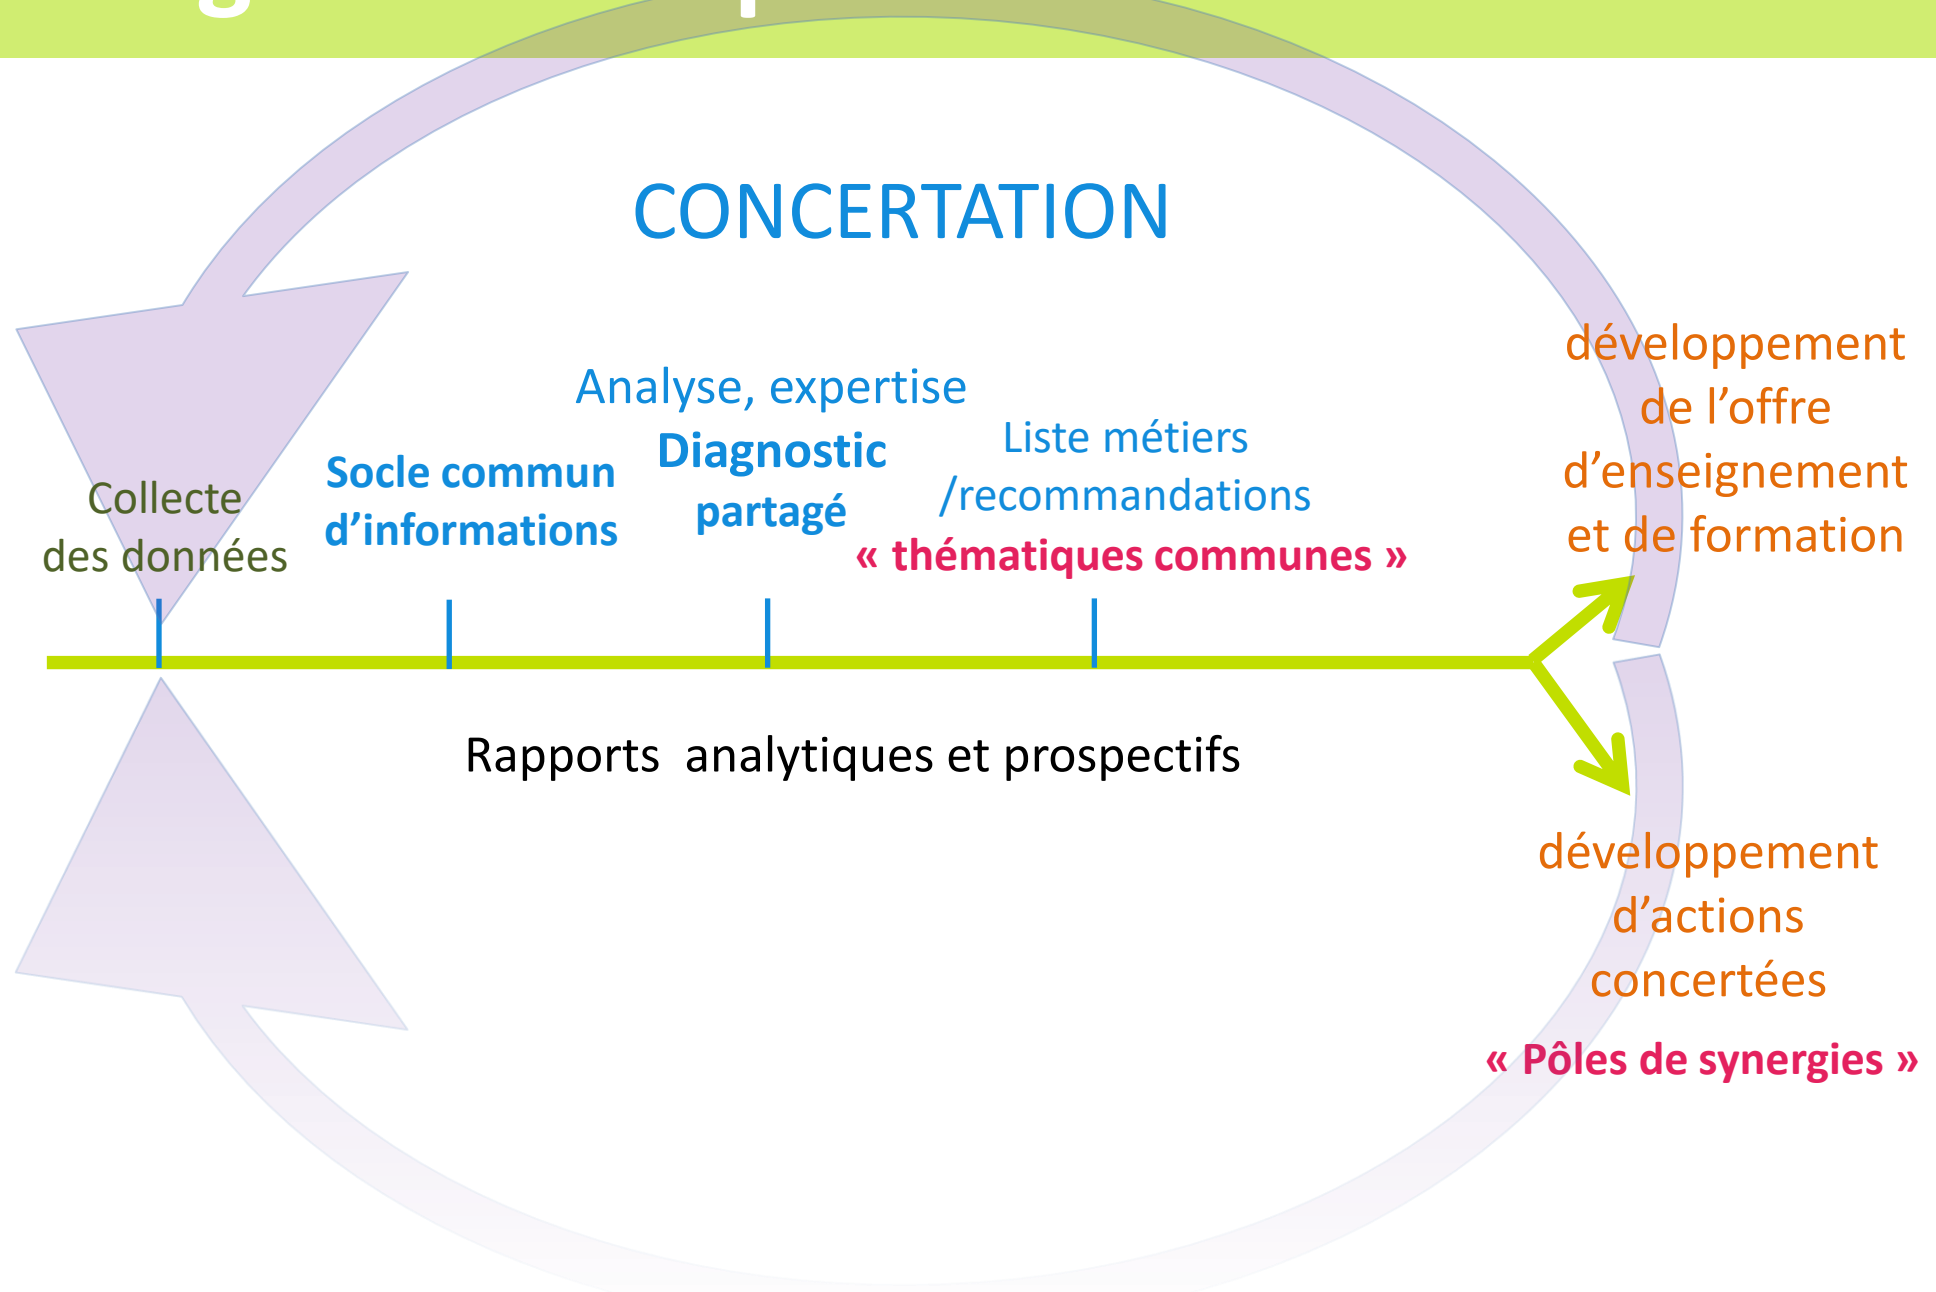 CONCERTATION
Collecte
des données
Socle commun
d’informations
Analyse, expertise
Diagnostic
partagé
Liste métiers
/recommandations
« thématiques communes »
développement
de l’offre
d’enseignement
et de formation
Rapports  analytiques et prospectifs
développement
d’actions
concertées
« Pôles de synergies »